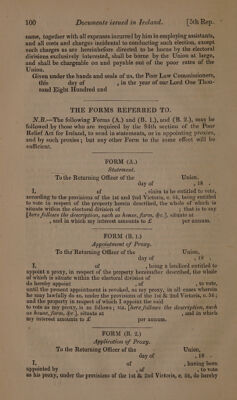 100 Documents issued in Ireland. [5th Rep.
same, together with all expenses incurred by him in employing assistants,
and all costs and charges incidental to conducting such election, except
such charges as are hereinbefore directed to be borne by the electoral
divisions exclusively interested, shall be borne by the Union at large,
and shall be chargeable on and payable out of the poor rates of the
Union.
Given under the hands and seals of us, the Poor Law Commissioners,
this day of , in the year of our Lord One Thou-
sand Eight Hundred and
THE FORMS REFERRED TO.
N.B.—The following Forms (A.) and (B. 1.), and (B. 2.), may be
followed by those who are required by the 84th section of the Poor
Relief Act for Ireland, to send in statements, or in appointing proxies,
and by such proxies; but any other Form to the same effect will be
sufficient.
FORM (A.)
Statement.
To the Returning Officer of the Union,
day of , 18 .
I, of , claim to be entitled to vote,
according to the provisions of the 1st and 2nd Victoria, c. 56, being entitled
to vote in respect of the property herein described, the whole of which is
situate within the electoral division of , that is to say
[here follows the description, such as house, farm, &c.], situate at
, and in which my interest amounts to £ per annum.
FORM (B. 1.)
Appointment of Proxy.
To the Returning Officer of the Union,
day of , 18
I, of , being a landlord entitled to
appoint a proxy, in respect of the property hereinafter described, the whole
of which is situate within the electoral division of
do hereby appoint , of , to vote,
until the present appointment is revoked, as my proxy, in all cases wherein
he may lawfully do so, under the provisions of the 1st & 2nd Victoria, c. 56;
and the property in respect of which I appoint the said
to vote as my proxy, is as follows; viz. [here follows the description, such
as house, farm, &c.], situate at , and in which
my interest amounts to £ per annum.
FORM (B. 2.)
Application of Proxy.
To the Returning Officer of the Union,
day of , 18 .
I, of , having been
appointed by , of , to vote
as his proxy, under the provisions of the 1st & 2nd Victoria, c. 56, do hereby